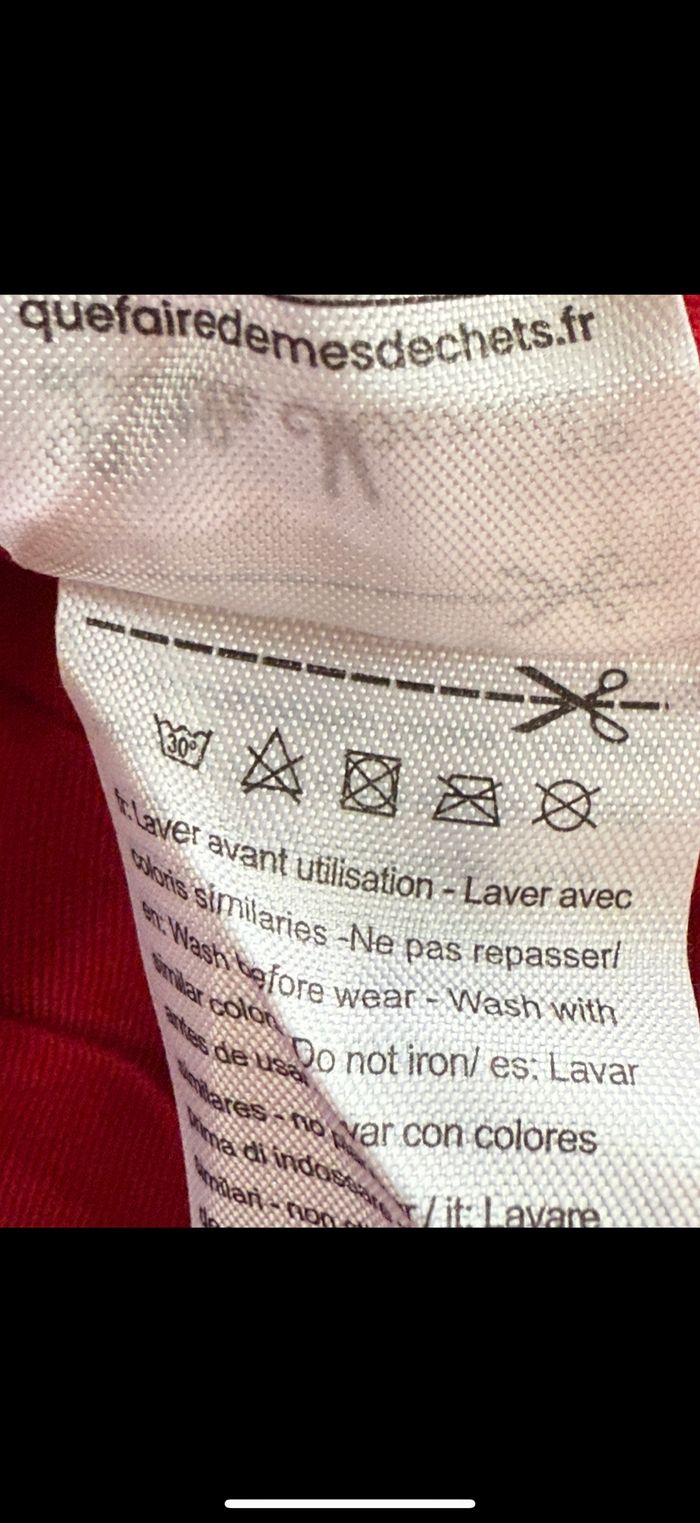 quefairedemesdechets.fr
30°
fr: Laver avant utilisation - Laver avec
coloris similaries -Ne pas repasser/
en: Wash before wear - Wash with
similar colors Do not iron/ es: Lavar
antes de usar var con colores
similares - no
prima di indossare r/ it: Lavare
similari - non